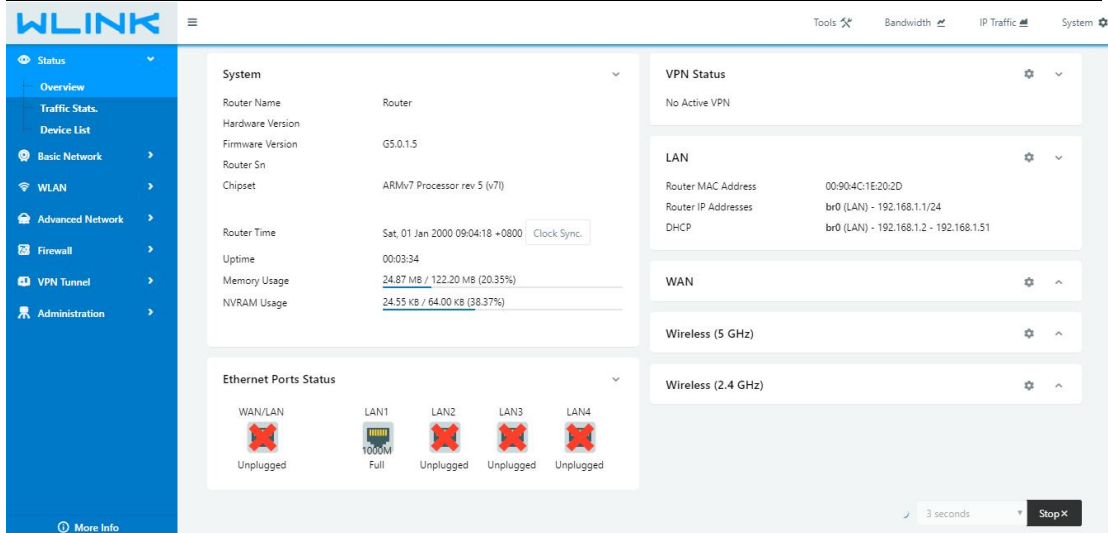 WLINK
Tools
Bandwidth
IP Traffic
System
Status
Overview
Traffic Stats.
Device List
Basic Network
WLAN
Advanced Network
Firewall
VPN Tunnel
Administration
More Info
System
Router Name Router
Hardware Version
Firmware Version G5.0.1.5
Router Sn
Chipset ARMv7 Processor rev 5 (v7l)
Router Time Sat, 01 Jan 2000 09:04:18 +0800 Clock Sync.
Uptime 00:03:34
Memory Usage 24.87 MB / 122.20 MB (20.35%)
NVRAM Usage 24.55 KB / 64.00 KB (38.37%)
Ethernet Ports Status
WAN/LAN LAN1 LAN2 LAN3 LAN4
1000M
Unplugged Full Unplugged Unplugged Unplugged
VPN Status
No Active VPN
LAN
Router MAC Address 00:90:4C:1E:20:2D
Router IP Addresses br0 (LAN) - 192.168.1.1/24
DHCP br0 (LAN) - 192.168.1.2 - 192.168.1.51
WAN
Wireless (5 GHz)
Wireless (2.4 GHz)
3 seconds
Stop